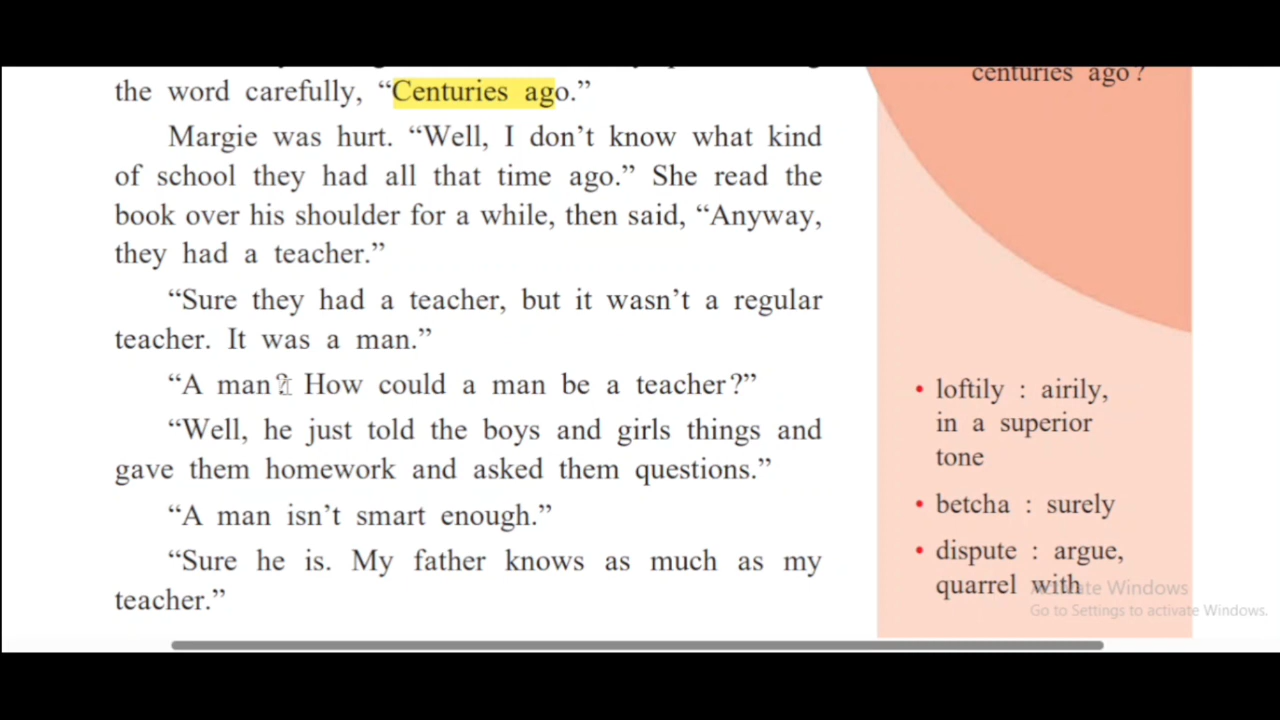 the word carefully, “Centuries ago.”
Margie was hurt. “Well, I don’t know what kind
of school they had all that time ago.” She read the
book over his shoulder for a while, then said, “Anyway,
they had a teacher.”
“Sure they had a teacher, but it wasn’t a regular
teacher. It was a man.”
“A man? How could a man be a teacher?”
“Well, he just told the boys and girls things and
gave them homework and asked them questions.”
“A man isn’t smart enough.”
“Sure he is. My father knows as much as my
teacher.”
centuries ago?
• loftily : airily,
in a superior
tone
• betcha : surely
• dispute : argue,
quarrel with
Activate Windows
Go to Settings to activate Windows.